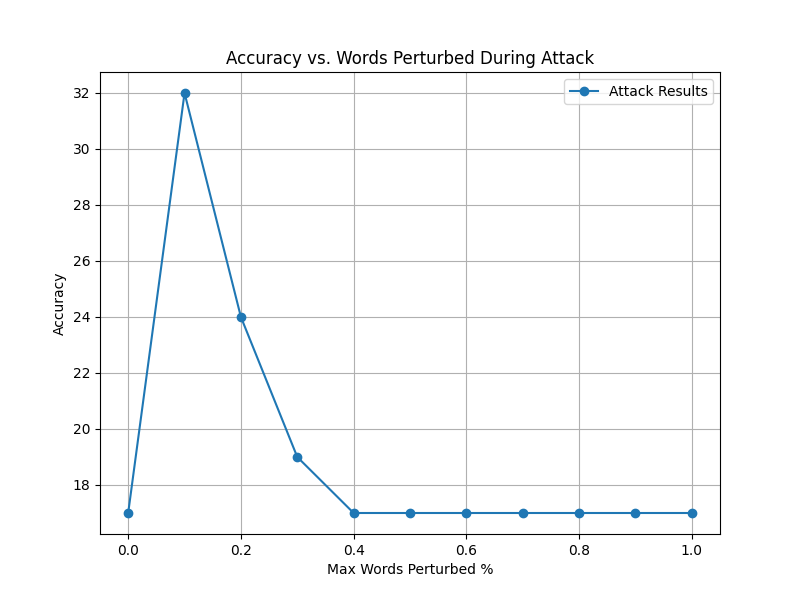 Accuracy vs. Words Perturbed During Attack
Attack Results
Accuracy
32
30
28
26
24
22
20
18
0.0 0.2 0.4 0.6 0.8 1.0
Max Words Perturbed %